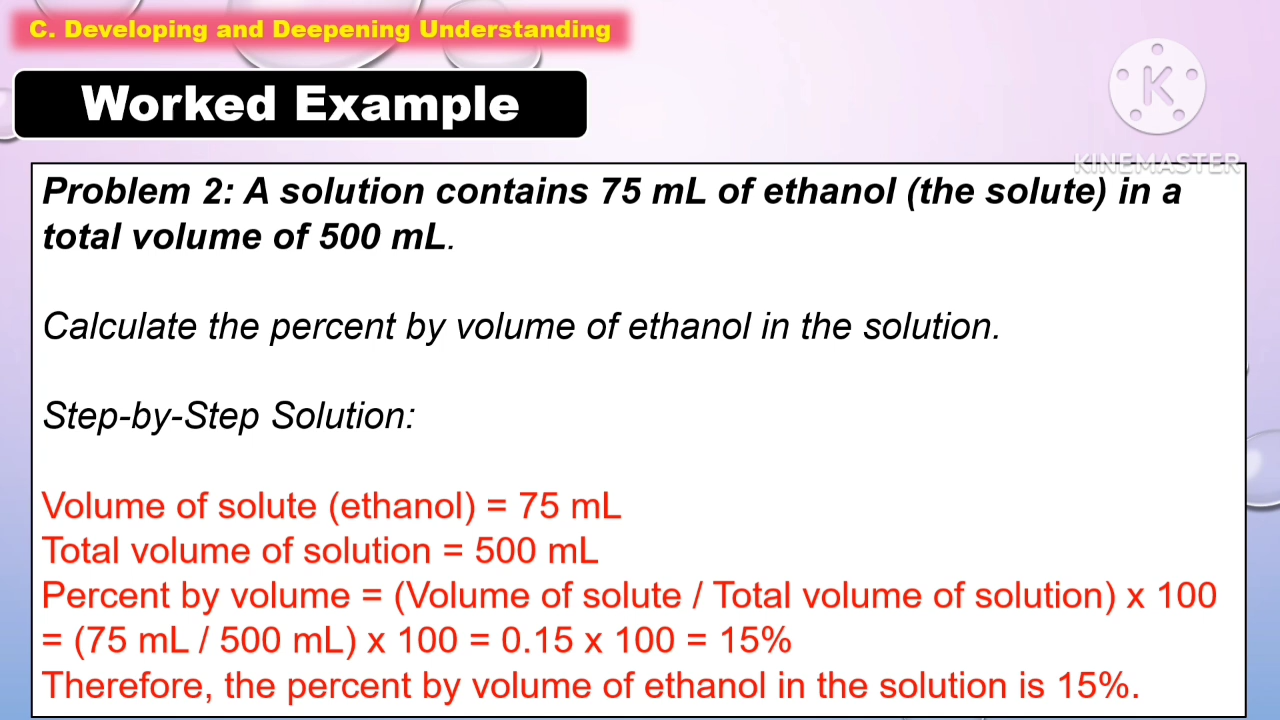 C. Developing and Deepening Understanding
Worked Example
K
KINEMASTER
Problem 2: A solution contains 75 mL of ethanol (the solute) in a
total volume of 500 mL.
Calculate the percent by volume of ethanol in the solution.
Step-by-Step Solution:
Volume of solute (ethanol) = 75 mL
Total volume of solution = 500 mL
Percent by volume = (Volume of solute / Total volume of solution) x 100
= (75 mL / 500 mL) x 100 = 0.15 x 100 = 15%
Therefore, the percent by volume of ethanol in the solution is 15%.